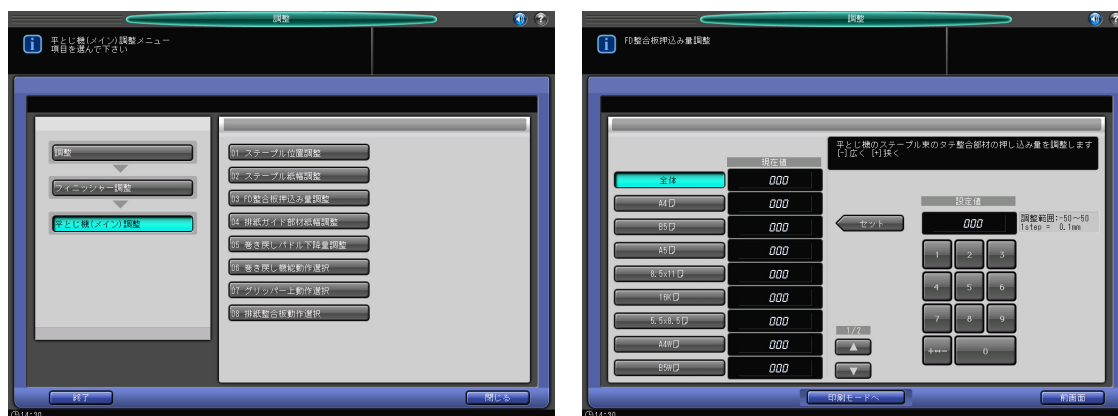 調整
平とじ機(メイン)調整メニュー
項目を選んで下さい
調整
フィニッシャー調整
平とじ機(メイン)調整
01 ステープル位置調整
02 ステープル紙幅調整
03 FD整合板押込み量調整
04 排紙ガイド部材紙幅調整
05 巻き戻しパドル下降量調整
06 巻き戻し機能動作選択
07 グリッパー上動作選択
08 排紙整合板動作選択
終了
閉じる
14:30
調整
FD整合板押込み量調整
平とじ機のステープル束のタテ整合部材の押し込み量を調整します
[-]広く [+]狭く
現在値
全体 000
A4 000
B5 000
A5 000
8.5x11 000
16K 000
5.5x8.5 000
A4W 000
B5W 000
セット
設定値
000
調整範囲:-50～50
1step = 0.1mm
1 2 3
4 5 6
7 8 9
+↔- 0
1/2
▲
▼
印刷モードへ
前画面
14:30